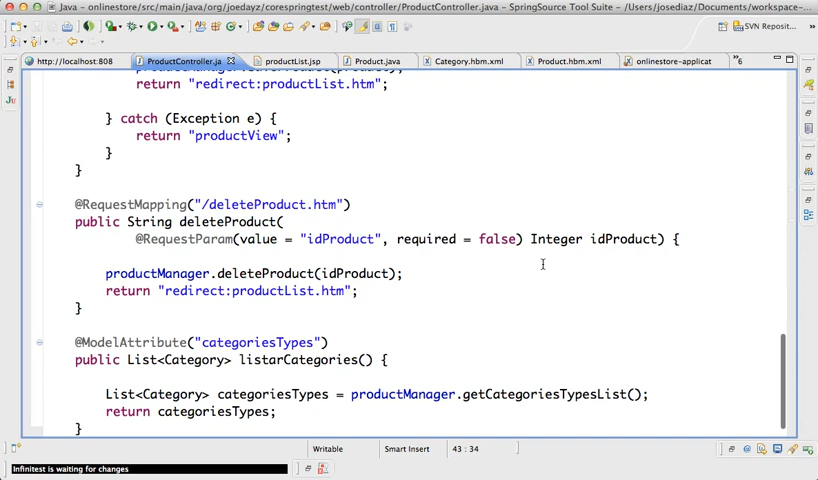 Java – onlinestore/src/main/java/org/joedayz/corespringtest/web/controller/ProductController.java – SpringSource Tool Suite – /Users/josediaz/Documents/workspace-...
SVN Reposit...
http://localhost:808
ProductController.ja
productList.jsp
Product.java
Category.hbm.xml
Product.hbm.xml
onlinestore-applicat
»6
return "redirect:productList.htm";
} catch (Exception e) {
return "productView";
}
}
@RequestMapping("/deleteProduct.htm")
public String deleteProduct(
@RequestParam(value = "idProduct", required = false) Integer idProduct) {
productManager.deleteProduct(idProduct);
return "redirect:productList.htm";
}
@ModelAttribute("categoriesTypes")
public List<Category> listarCategories() {
List<Category> categoriesTypes = productManager.getCategoriesTypesList();
return categoriesTypes;
}
Writable
Smart Insert
43 : 34
Infinitest is waiting for changes